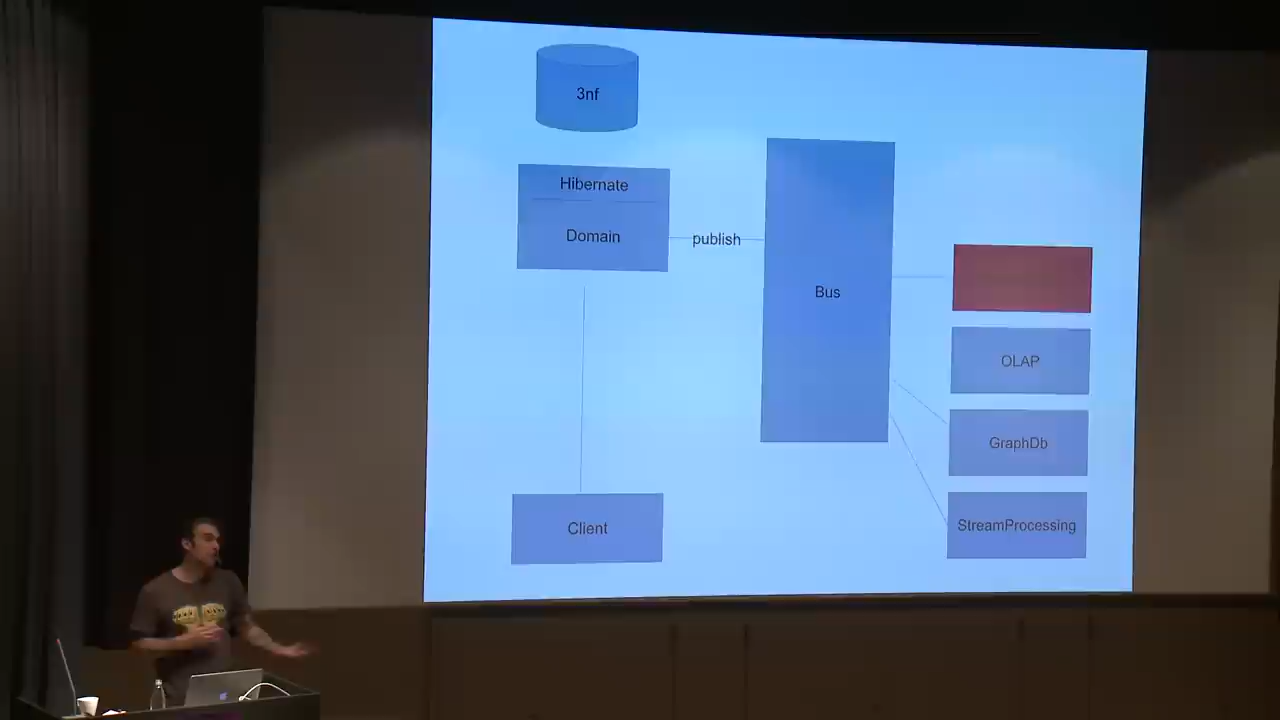 3nf
Hibernate
Domain
publish
Bus
OLAP
GraphDb
StreamProcessing
Client